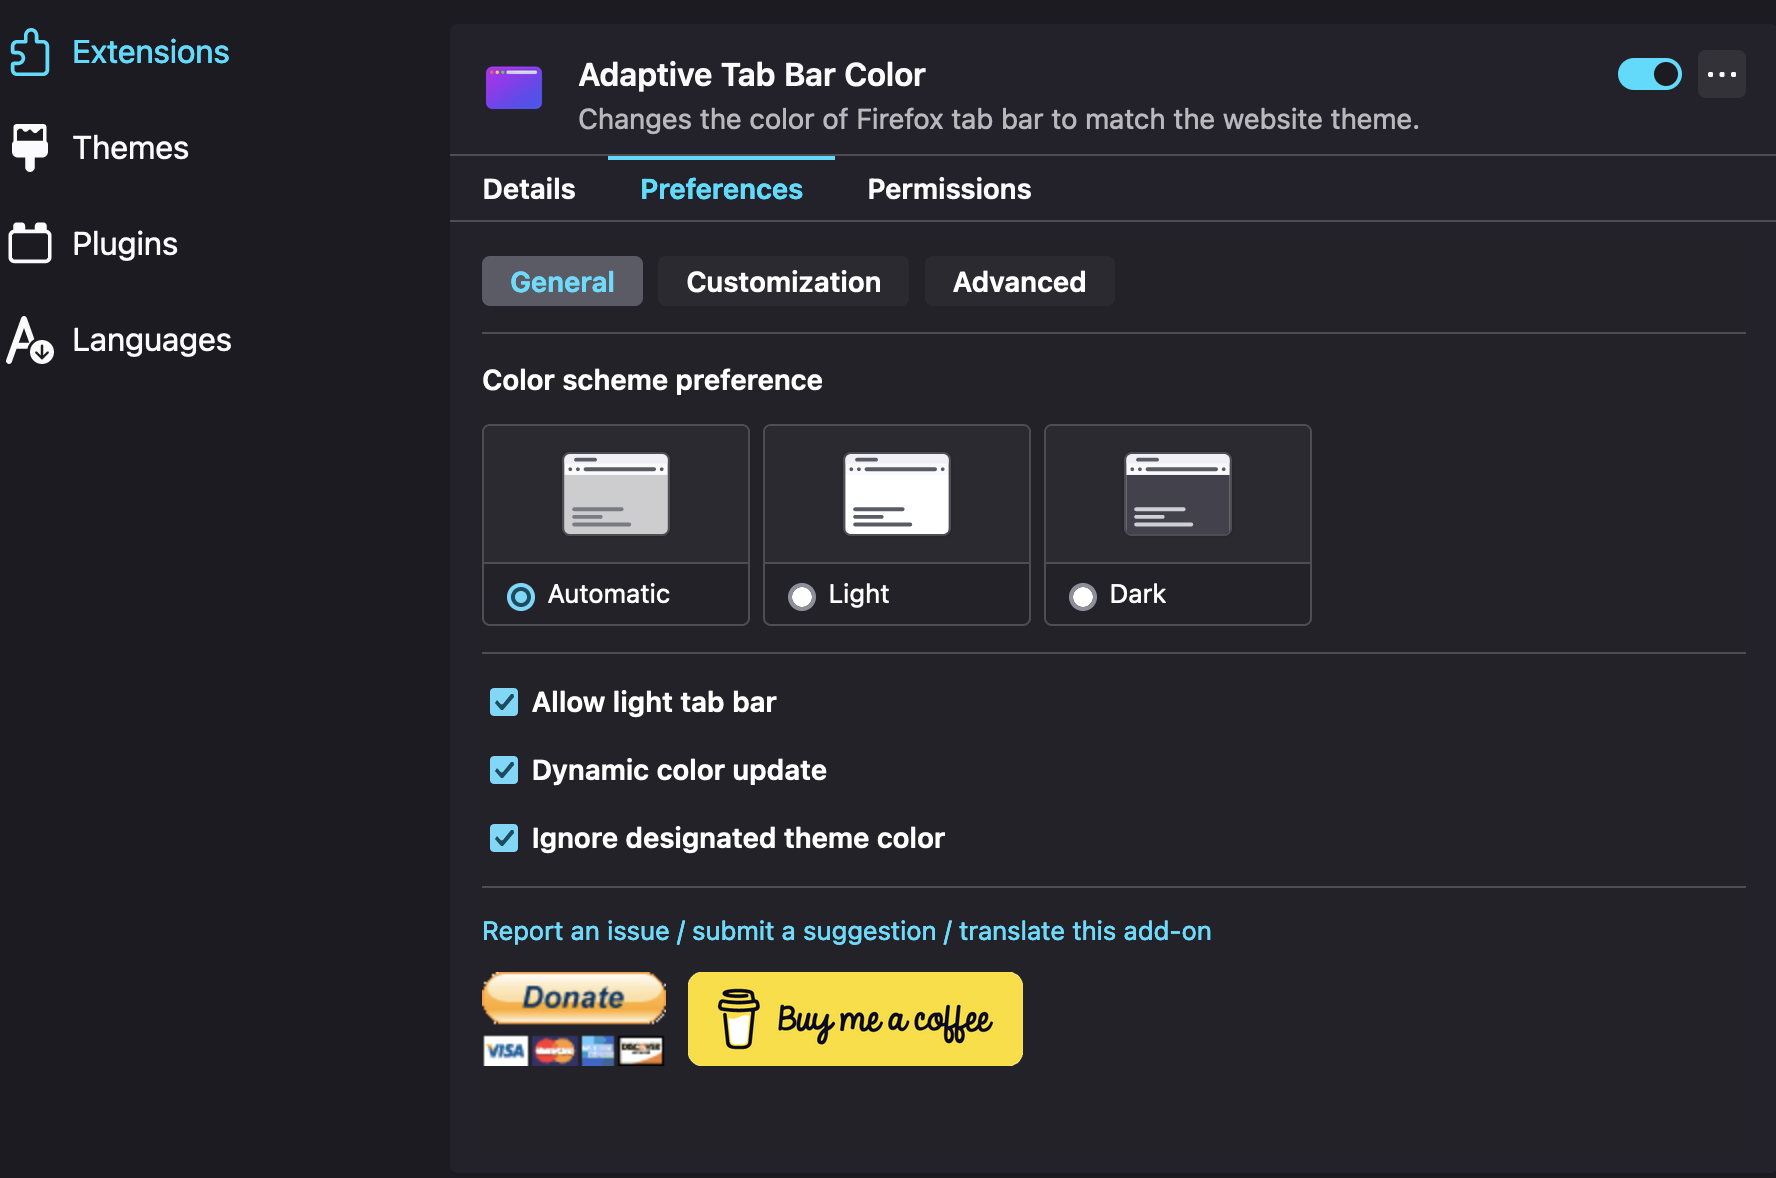 Extensions
Themes
Plugins
Languages
Adaptive Tab Bar Color
Changes the color of Firefox tab bar to match the website theme.
Details
Preferences
Permissions
General
Customization
Advanced
Color scheme preference
Automatic
Light
Dark
Allow light tab bar
Dynamic color update
Ignore designated theme color
Report an issue / submit a suggestion / translate this add-on
Donate
VISA
DISCOVER
Buy me a coffee